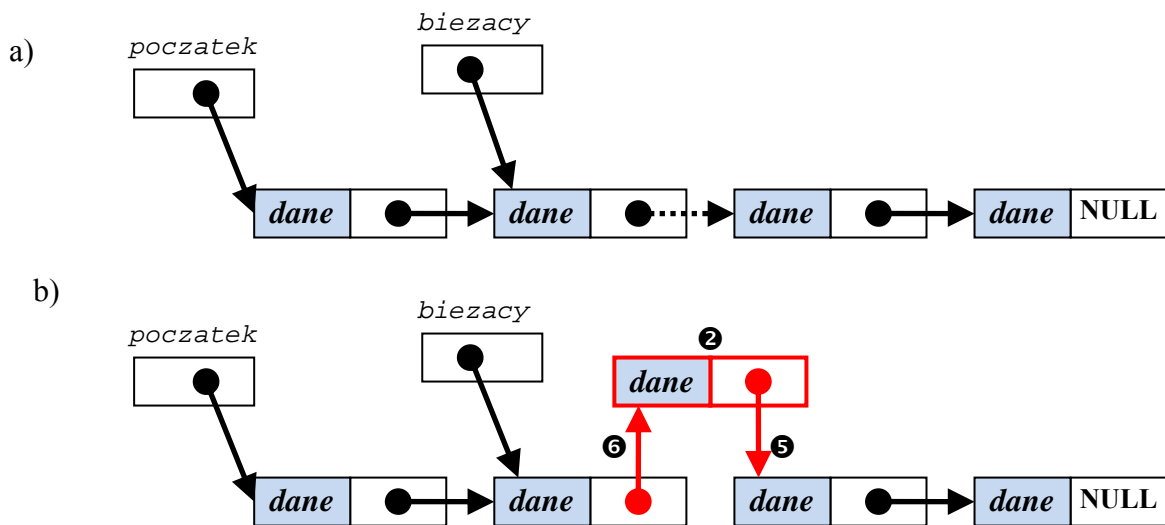 a)
poczatek
biezacy
dane dane dane dane NULL
b)
poczatek
biezacy
❷
dane
❻ ❺
dane dane dane dane NULL